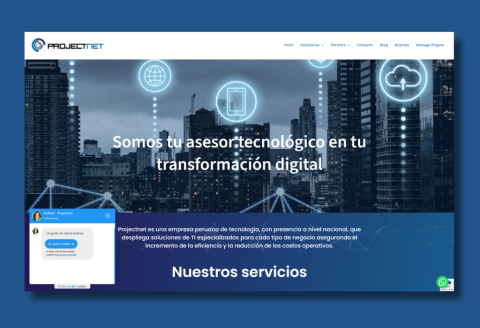 PROJECTNET
Inicio Soluciones Partners Contacto Blog Eventos Manage Engine
Somos tu asesor tecnológico en tu
transformación digital
Projectnet es una empresa peruana de tecnología, con presencia a nivel nacional, que
despliega soluciones de TI especializadas para cada tipo de negocio asegurando el
incremento de la eficiencia y la reducción de los costos operativos.
Nuestros servicios
Andrea - Projectnet